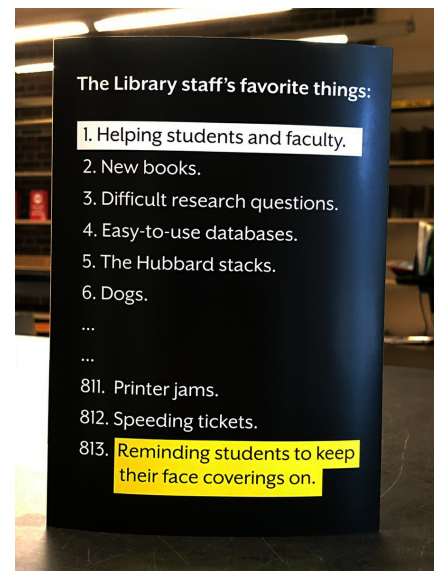 The Library staff's favorite things:
1. Helping students and faculty.
2. New books.
3. Difficult research questions.
4. Easy-to-use databases.
5. The Hubbard stacks.
6. Dogs.
...
...
811. Printer jams.
812. Speeding tickets.
813. Reminding students to keep
their face coverings on.